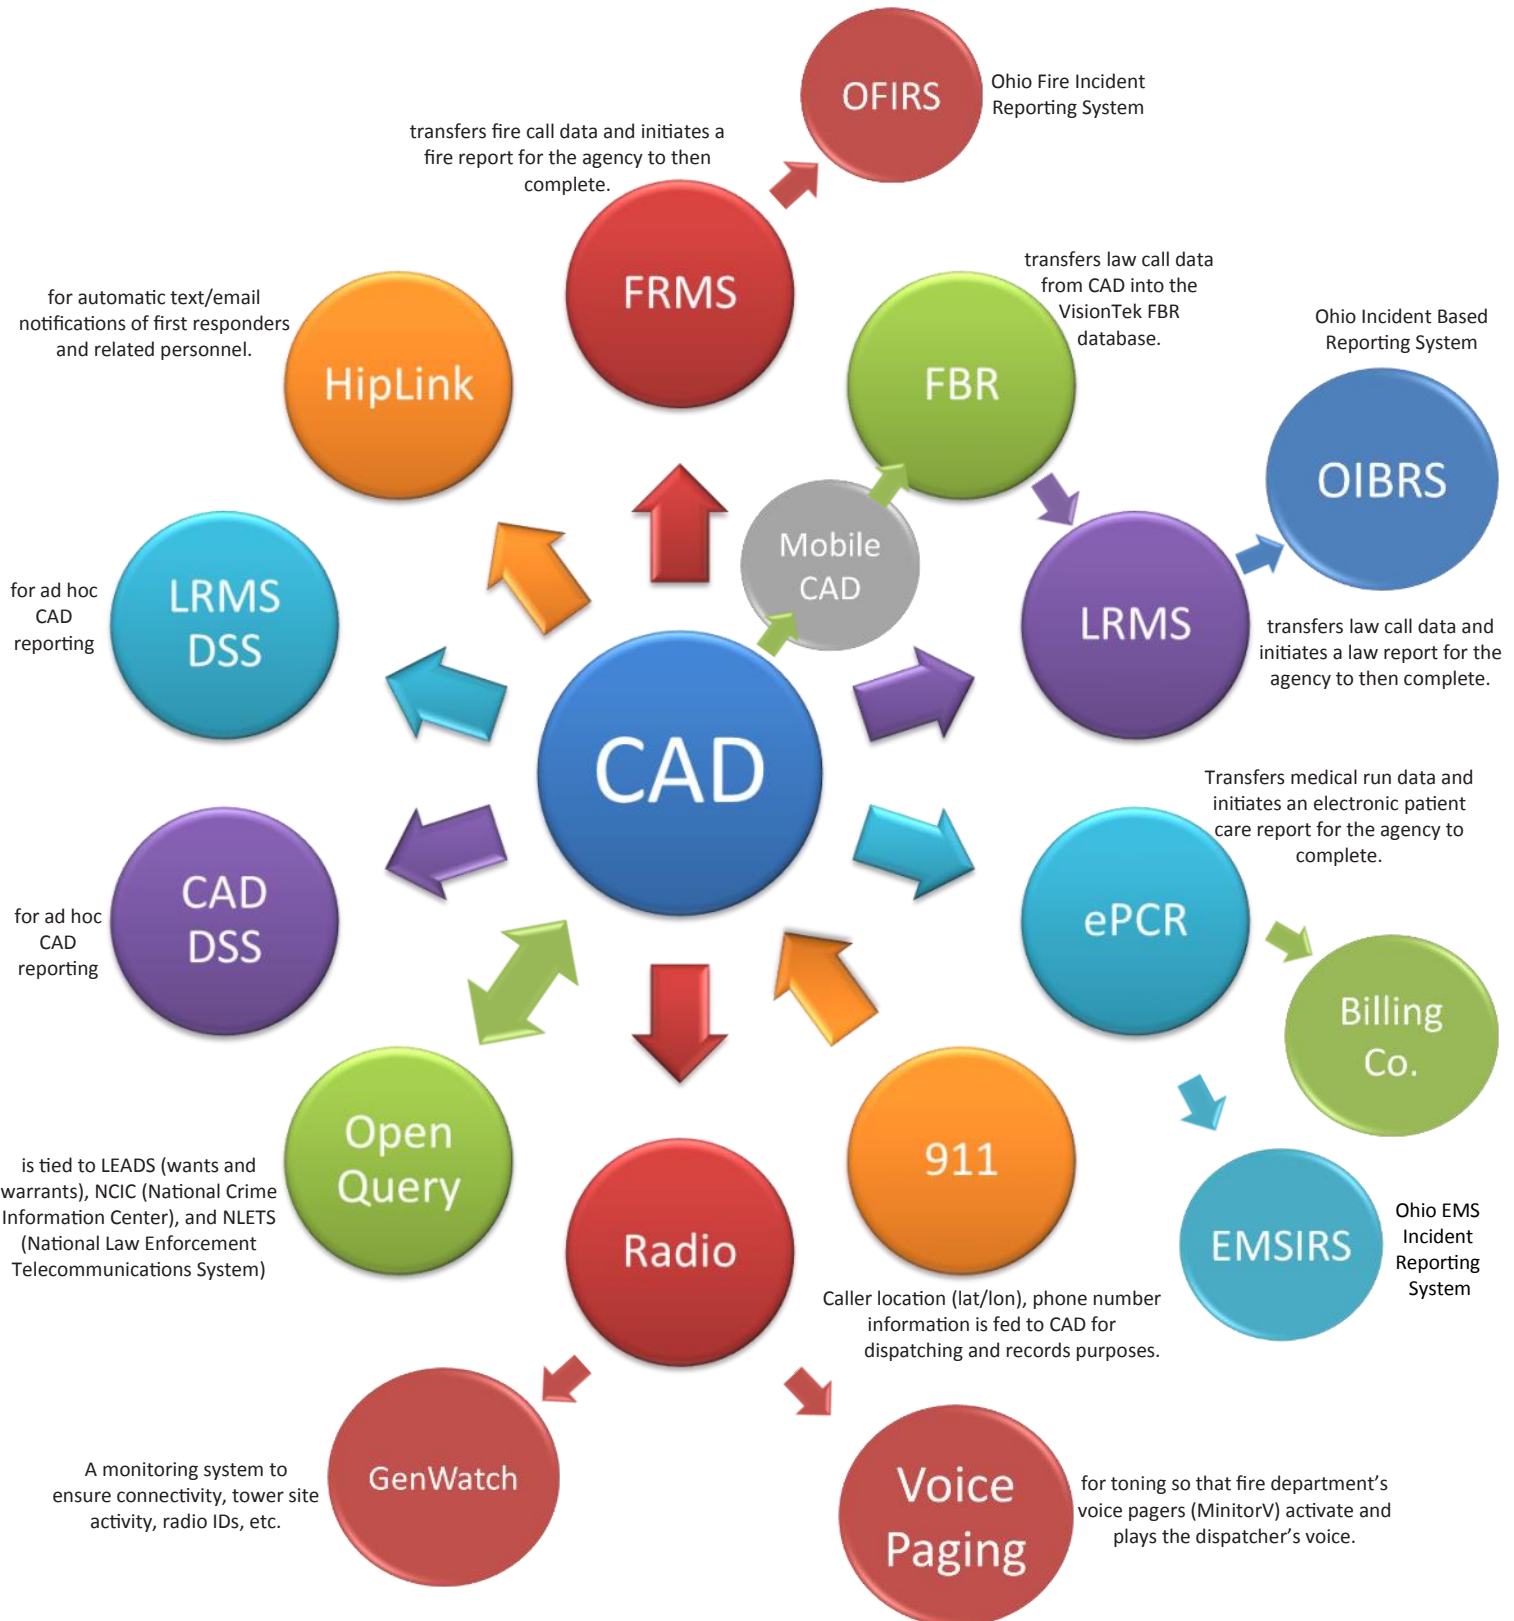 OFIRS
Ohio Fire Incident
Reporting System
transfers fire call data and initiates a
fire report for the agency to then
complete.
FRMS
transfers law call data
from CAD into the
VisionTek FBR
database.
FBR
for automatic text/email
notifications of first responders
and related personnel.
HipLink
Ohio Incident Based
Reporting System
OIBRS
Mobile
CAD
LRMS
DSS
for ad hoc
CAD
reporting
LRMS
transfers law call data and
initiates a law report for the
agency to then complete.
CAD
Transfers medical run data and
initiates an electronic patient
care report for the agency to
complete.
ePCR
CAD
DSS
for ad hoc
CAD
reporting
Billing
Co.
Open
Query
is tied to LEADS (wants and
warrants), NCIC (National Crime
Information Center), and NLETS
(National Law Enforcement
Telecommunications System)
911
Caller location (lat/lon), phone number
information is fed to CAD for
dispatching and records purposes.
Radio
EMSIRS
Ohio EMS
Incident
Reporting
System
GenWatch
A monitoring system to
ensure connectivity, tower site
activity, radio IDs, etc.
Voice
Paging
for toning so that fire department’s
voice pagers (MinitorV) activate and
plays the dispatcher’s voice.